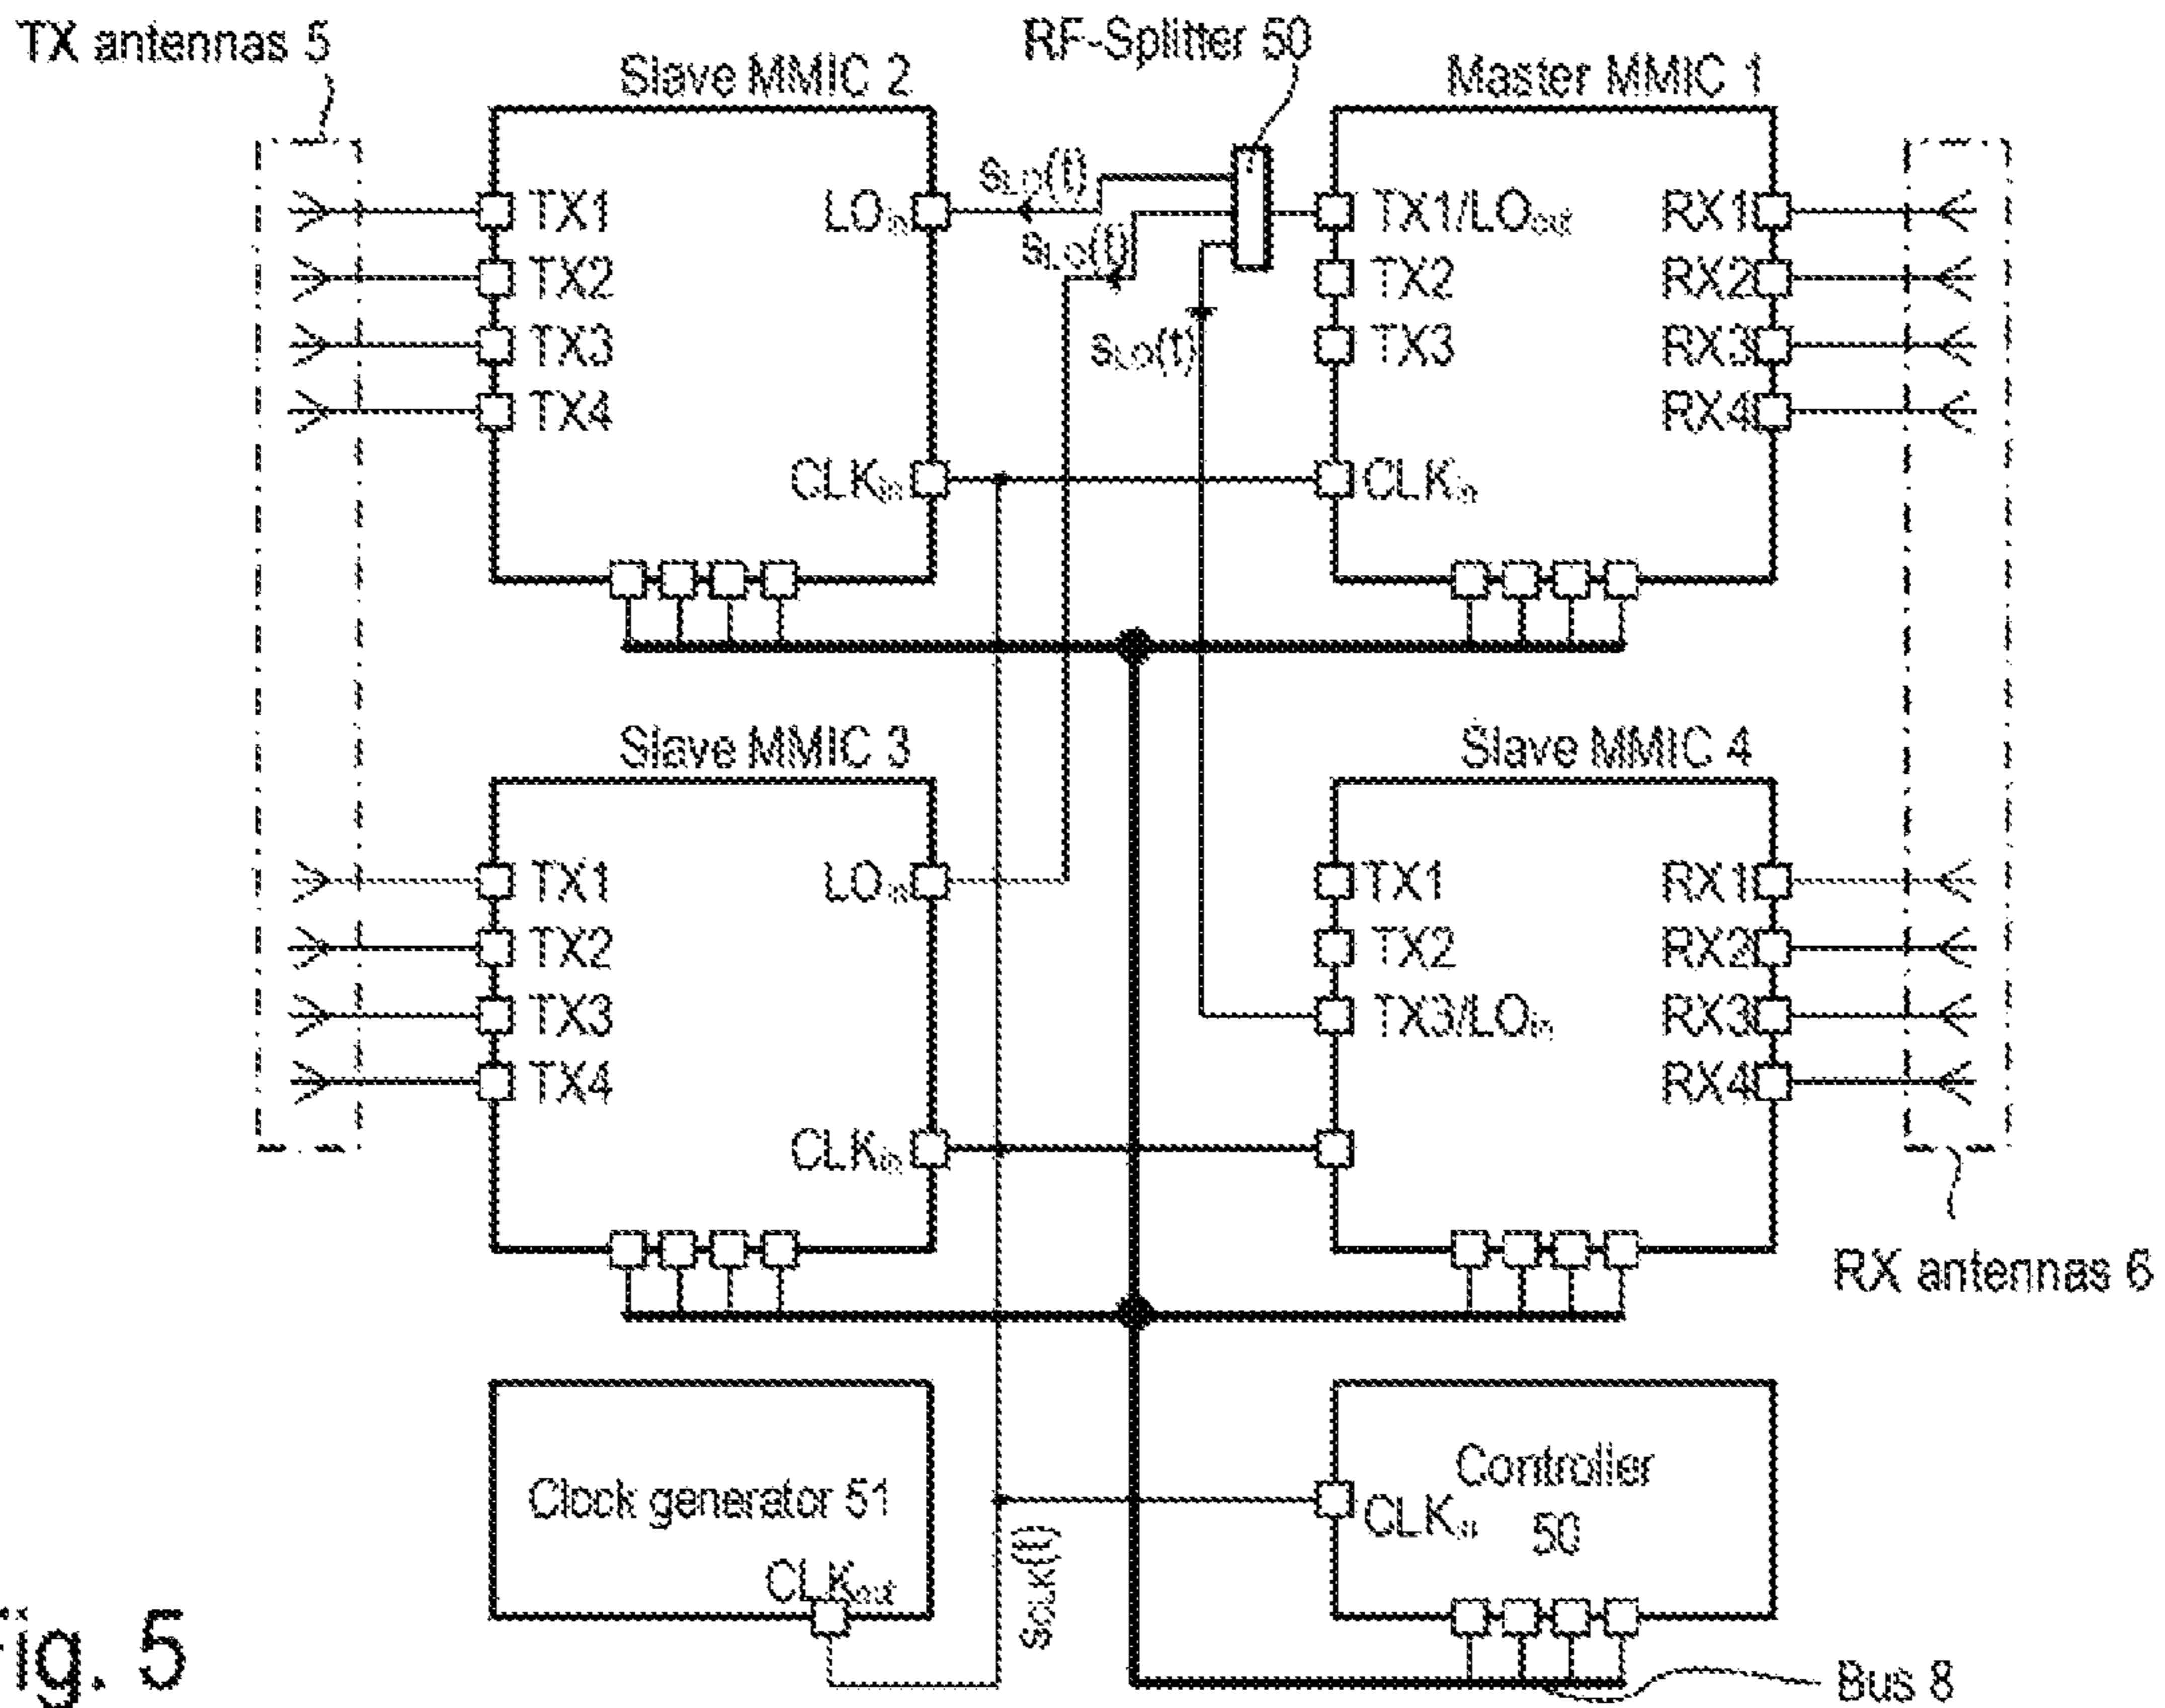 TX antennas 5
RF-Splitter 50
Slave MMIC 2
Master MMIC 1
TX1
TX2
TX3
TX4
LOin
CLKin
sLO(t)
sLO(t)
sLO(t)
TX1/LOout
TX2
TX3
CLKin
RX1
RX2
RX3
RX4
Slave MMIC 3
Slave MMIC 4
TX1
TX2
TX3
TX4
LOin
CLKin
TX1
TX2
TX3/LOin
RX1
RX2
RX3
RX4
RX antennas 6
Clock generator 51
CLKout
sCLK(t)
Controller
50
CLKin
Bus 8
Fig. 5